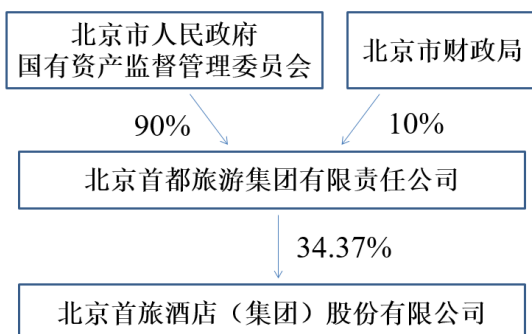 北京市人民政府
国有资产监督管理委员会
北京市财政局
90%
10%
北京首都旅游集团有限责任公司
34.37%
北京首旅酒店（集团）股份有限公司